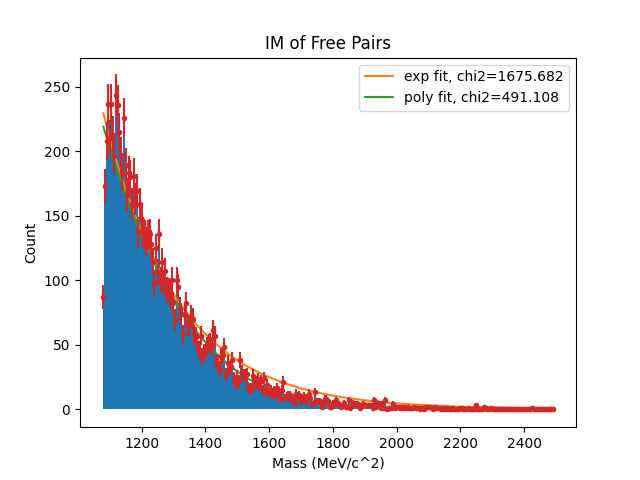 IM of Free Pairs
exp fit, chi2=1675.682
poly fit, chi2=491.108
250
200
150
100
50
0
Count
1200 1400 1600 1800 2000 2200 2400
Mass (MeV/c^2)